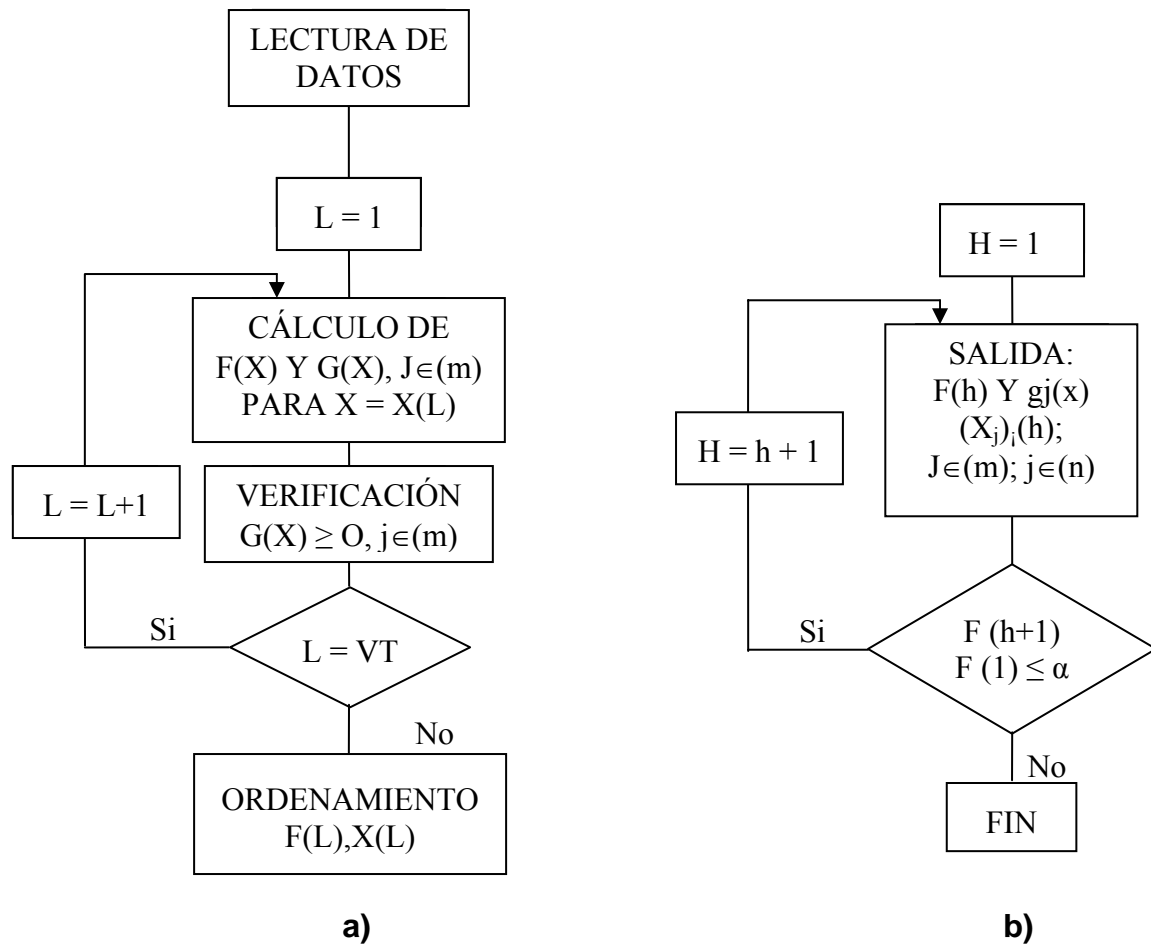 LECTURA DE
DATOS
L = 1
CÁLCULO DE
F(X) Y G(X), J∈(m)
PARA X = X(L)
L = L+1
VERIFICACIÓN
G(X) ≥ O, j∈(m)
Si
L = VT
No
ORDENAMIENTO
F(L),X(L)
a)
H = 1
SALIDA:
F(h) Y gj(x)
(Xj)i(h);
J∈(m); j∈(n)
H = h + 1
Si
F (h+1)
F (1) ≤ α
No
FIN
b)